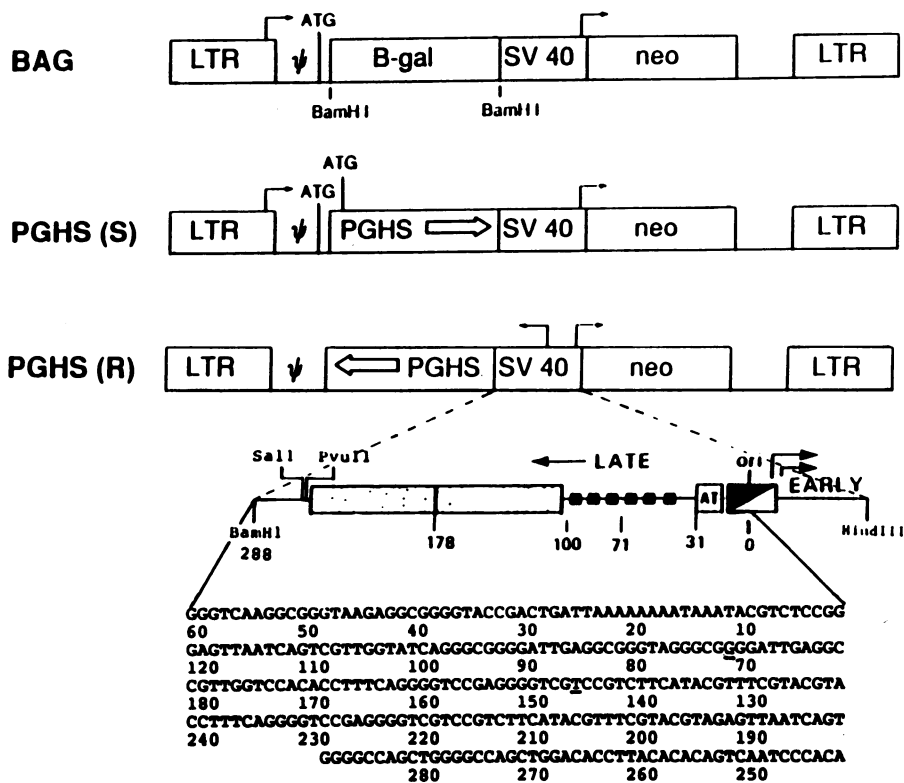 ATG
BAG LTR ψ B-gal SV 40 neo LTR
BamHI BamHI
ATG
ATG
PGHS (S) LTR ψ PGHS SV 40 neo LTR
PGHS (R) LTR ψ PGHS SV 40 neo LTR
SalI PvuII LATE ori EARLY
AT
BamHI 288 178 100 71 31 0 HindIII
GGGTCAAGGCGGGTAAGAGGCGGGGTACCGACTGATTAAAAAAAATAAATACGTCTCCGG
60 50 40 30 20 10
GAGTTAATCAGTCGTTGGTATCAGGGCGGGGATTGAGGCGGGTAGGGCGGGGATTGAGGC
120 110 100 90 80 70
CGTTGGTCCACACCTTTCAGGGGTCCGAGGGGTCGTCCGTCTTCATACGTTTCGTACGTA
180 170 160 150 140 130
CCTTTCAGGGGTCCGAGGGGTCGTCCGTCTTCATACGTTTCGTACGTAGAGTTAATCAGT
240 230 220 210 200 190
GGGGCCAGCTGGGGCCAGCTGGACACCTTACACACAGTCAATCCCACA
280 270 260 250